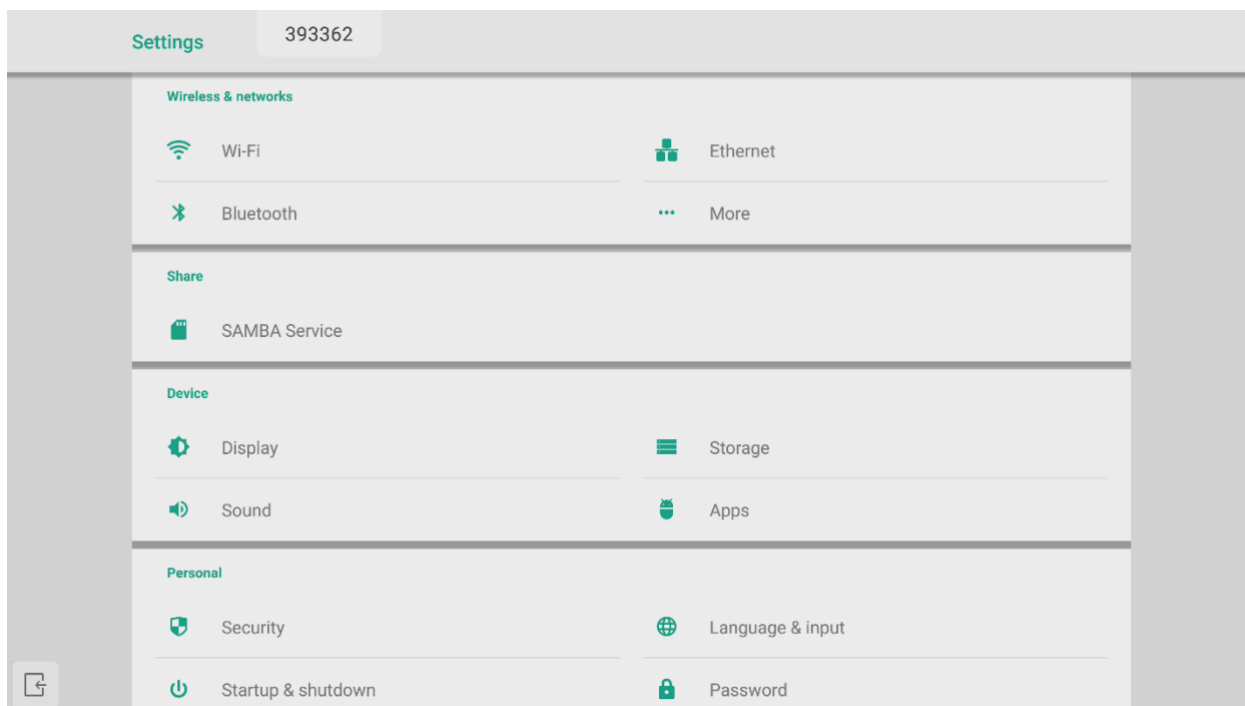 Settings 393362
Wireless & networks
Wi-Fi Ethernet
Bluetooth More
Share
SAMBA Service
Device
Display Storage
Sound Apps
Personal
Security Language & input
Startup & shutdown Password